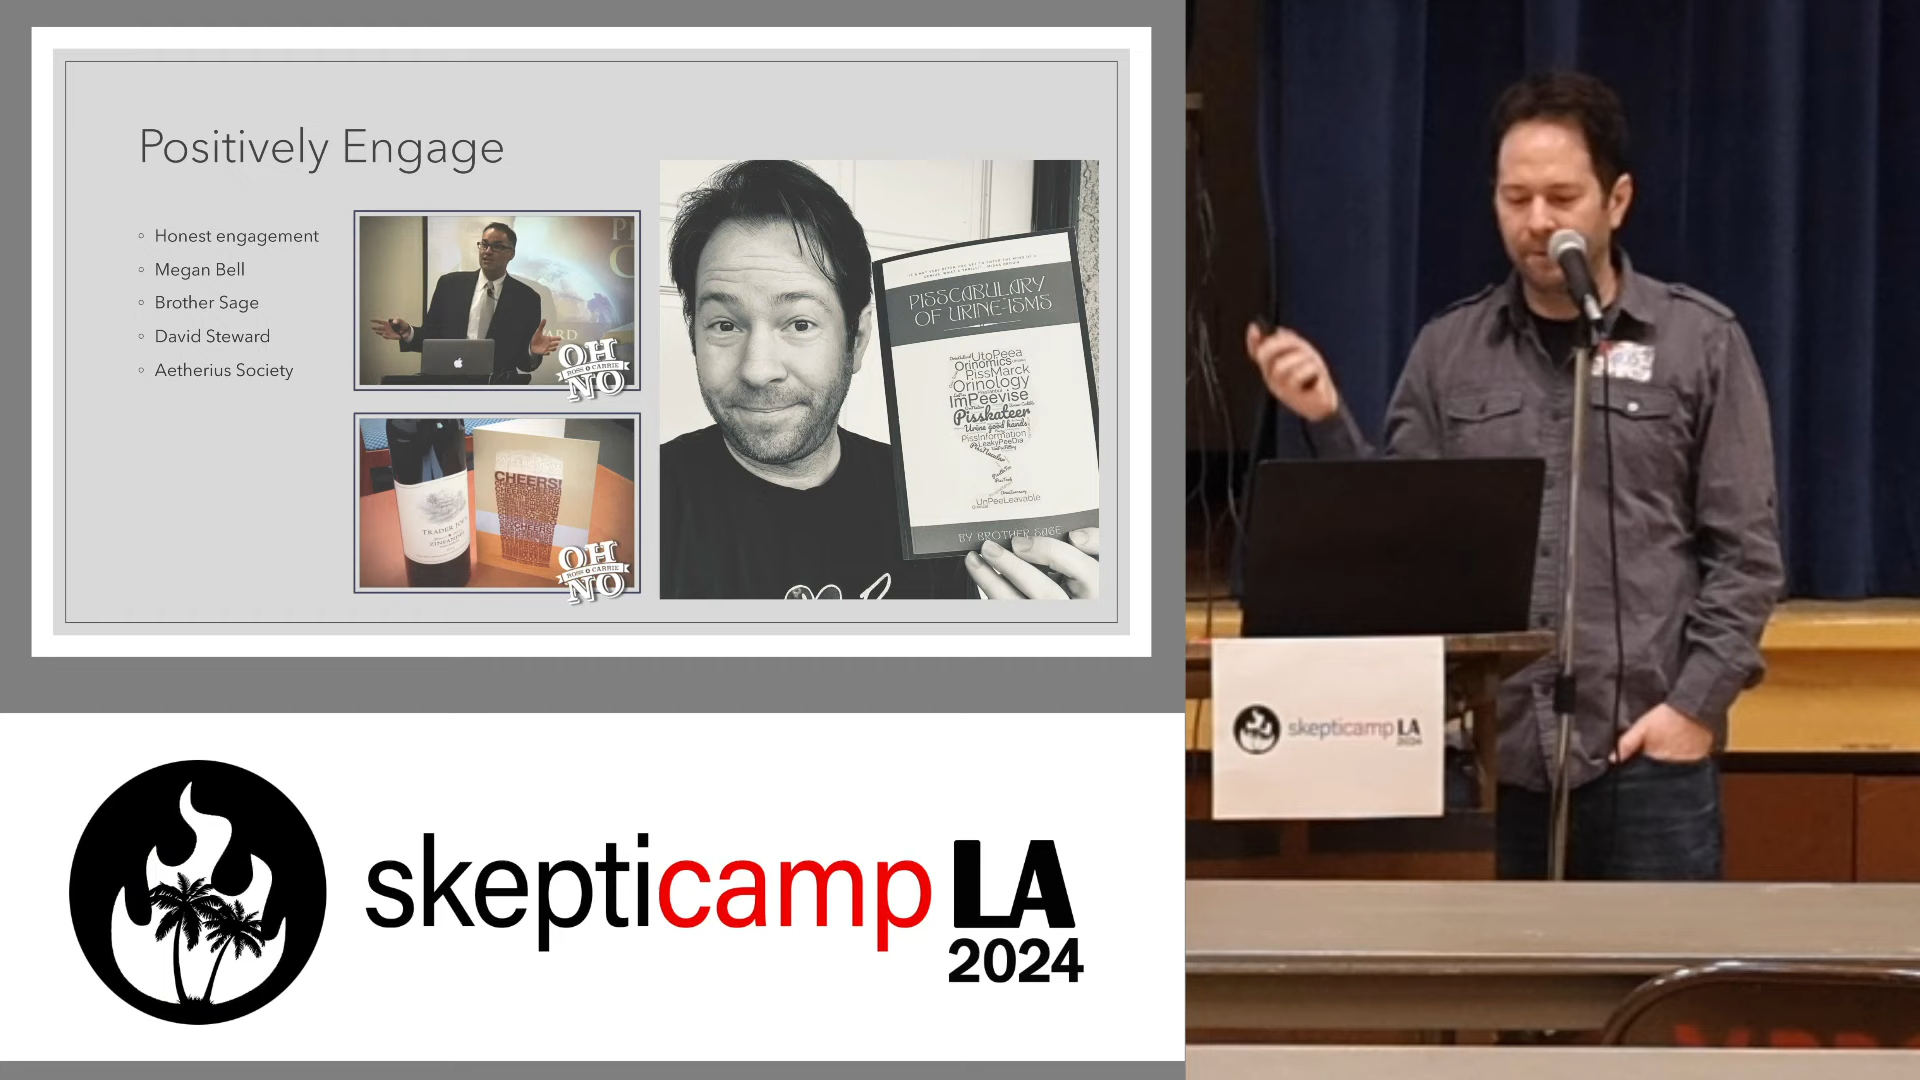 Positively Engage
Honest engagement
Megan Bell
Brother Sage
David Steward
Aetherius Society
OH
ROSS & CARRIE
NO
TRADER JOE'S
ZINFANDEL
CHEERS!
OH
ROSS & CARRIE
NO
PISSCABULARY
OF URINE-ISMS
UtoPeea
Orinomics
PissMarck
Orinology
ImPeevise
Pisskateer
Urine good hands
PissInformation
LeakyPeeDia
UnPeeLeavable
BY BROTHER SAGE
skepticamp LA
2024
skepticamp LA
2024